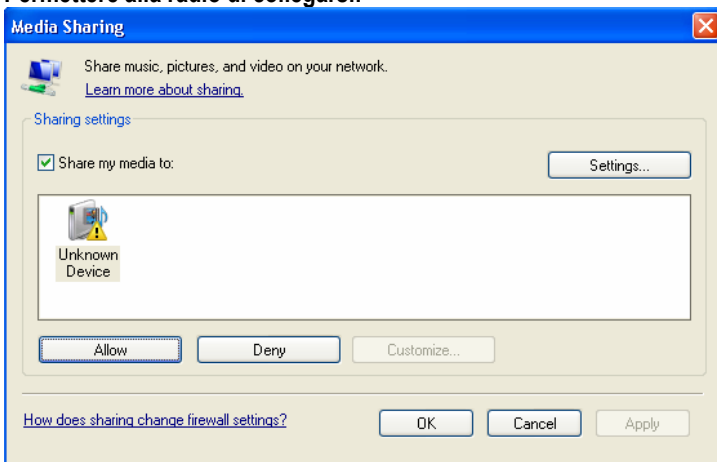 Permettere alla radio di collegarsi
Media Sharing
Share music, pictures, and video on your network.
Learn more about sharing.
Sharing settings
Share my media to:
Settings...
Unknown
Device
Allow Deny Customize...
How does sharing change firewall settings? OK Cancel Apply